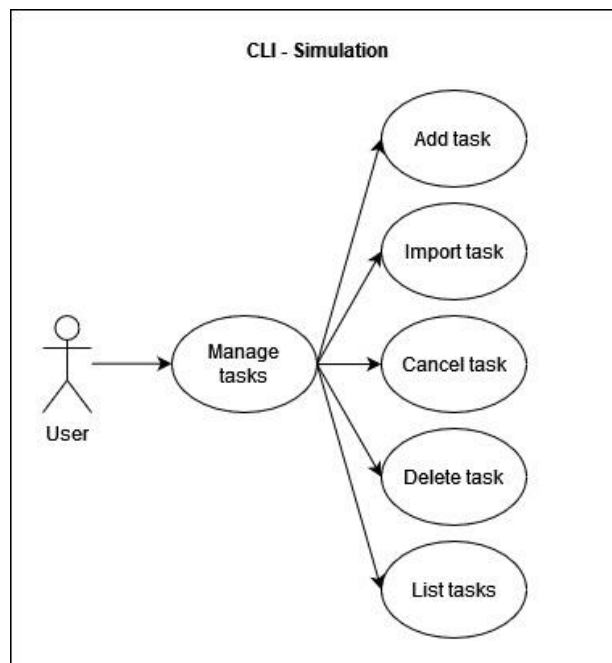 CLI - Simulation
Add task
Import task
Manage
tasks
Cancel task
User
Delete task
List tasks